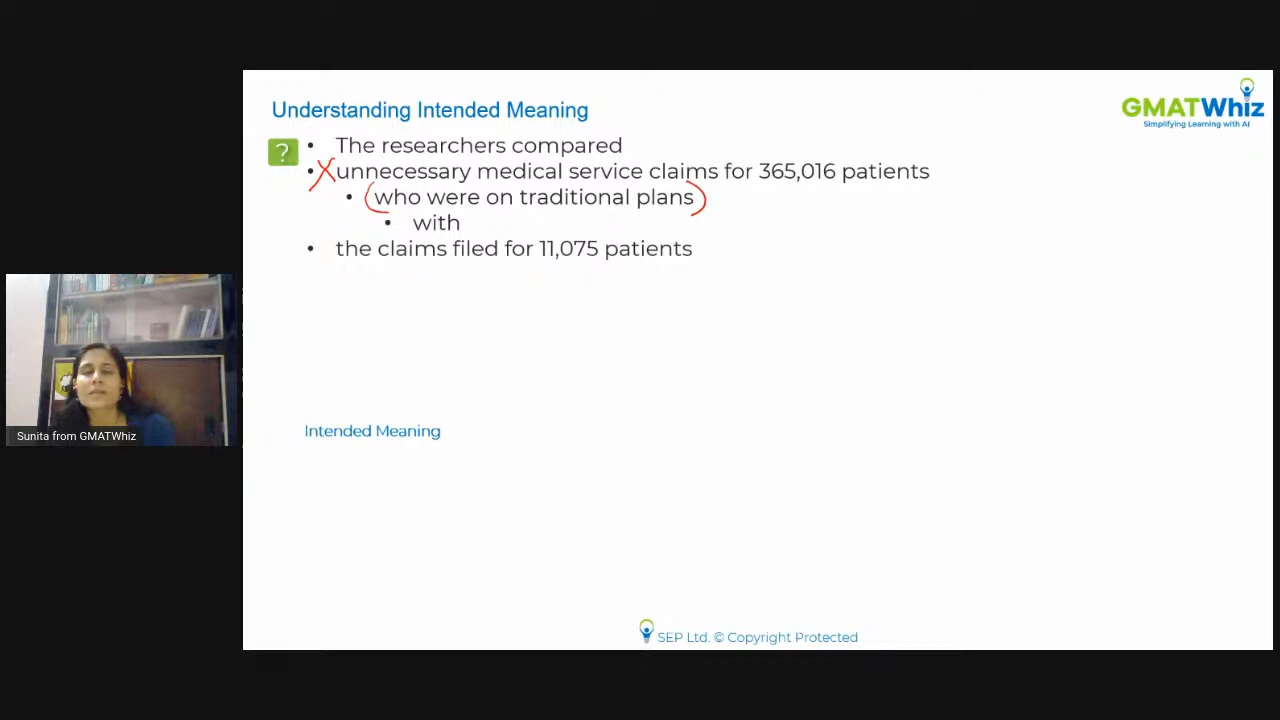 Understanding Intended Meaning
GMATWhiz
Simplifying Learning with AI
?
• The researchers compared
• X unnecessary medical service claims for 365,016 patients
• (who were on traditional plans)
• with
• the claims filed for 11,075 patients
Sunita from GMATWhiz
Intended Meaning
SEP Ltd. © Copyright Protected